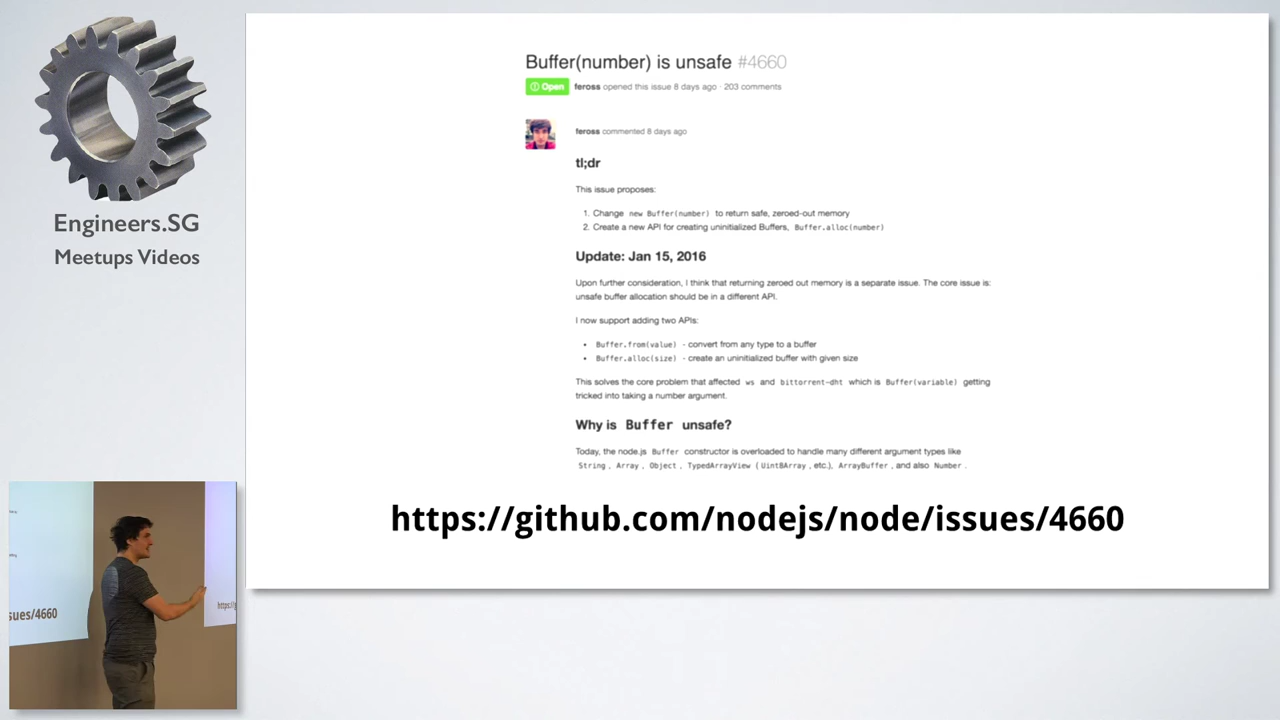 Engineers.SG
Meetups Videos
Buffer(number) is unsafe #4660
Open feross opened this issue 8 days ago · 203 comments
feross commented 8 days ago
tl;dr
This issue proposes:
1. Change new Buffer(number) to return safe, zeroed-out memory
2. Create a new API for creating uninitialized Buffers, Buffer.alloc(number)
Update: Jan 15, 2016
Upon further consideration, I think that returning zeroed out memory is a separate issue. The core issue is:
unsafe buffer allocation should be in a different API.
I now support adding two APIs:
• Buffer.from(value) - convert from any type to a buffer
• Buffer.alloc(size) - create an uninitialized buffer with given size
This solves the core problem that affected ws and bittorrent-dht which is Buffer(variable) getting
tricked into taking a number argument.
Why is Buffer unsafe?
Today, the node.js Buffer constructor is overloaded to handle many different argument types like
String, Array, Object, TypedArrayView (Uint8Array, etc.), ArrayBuffer, and also Number.
https://github.com/nodejs/node/issues/4660
sues/4660
https://g